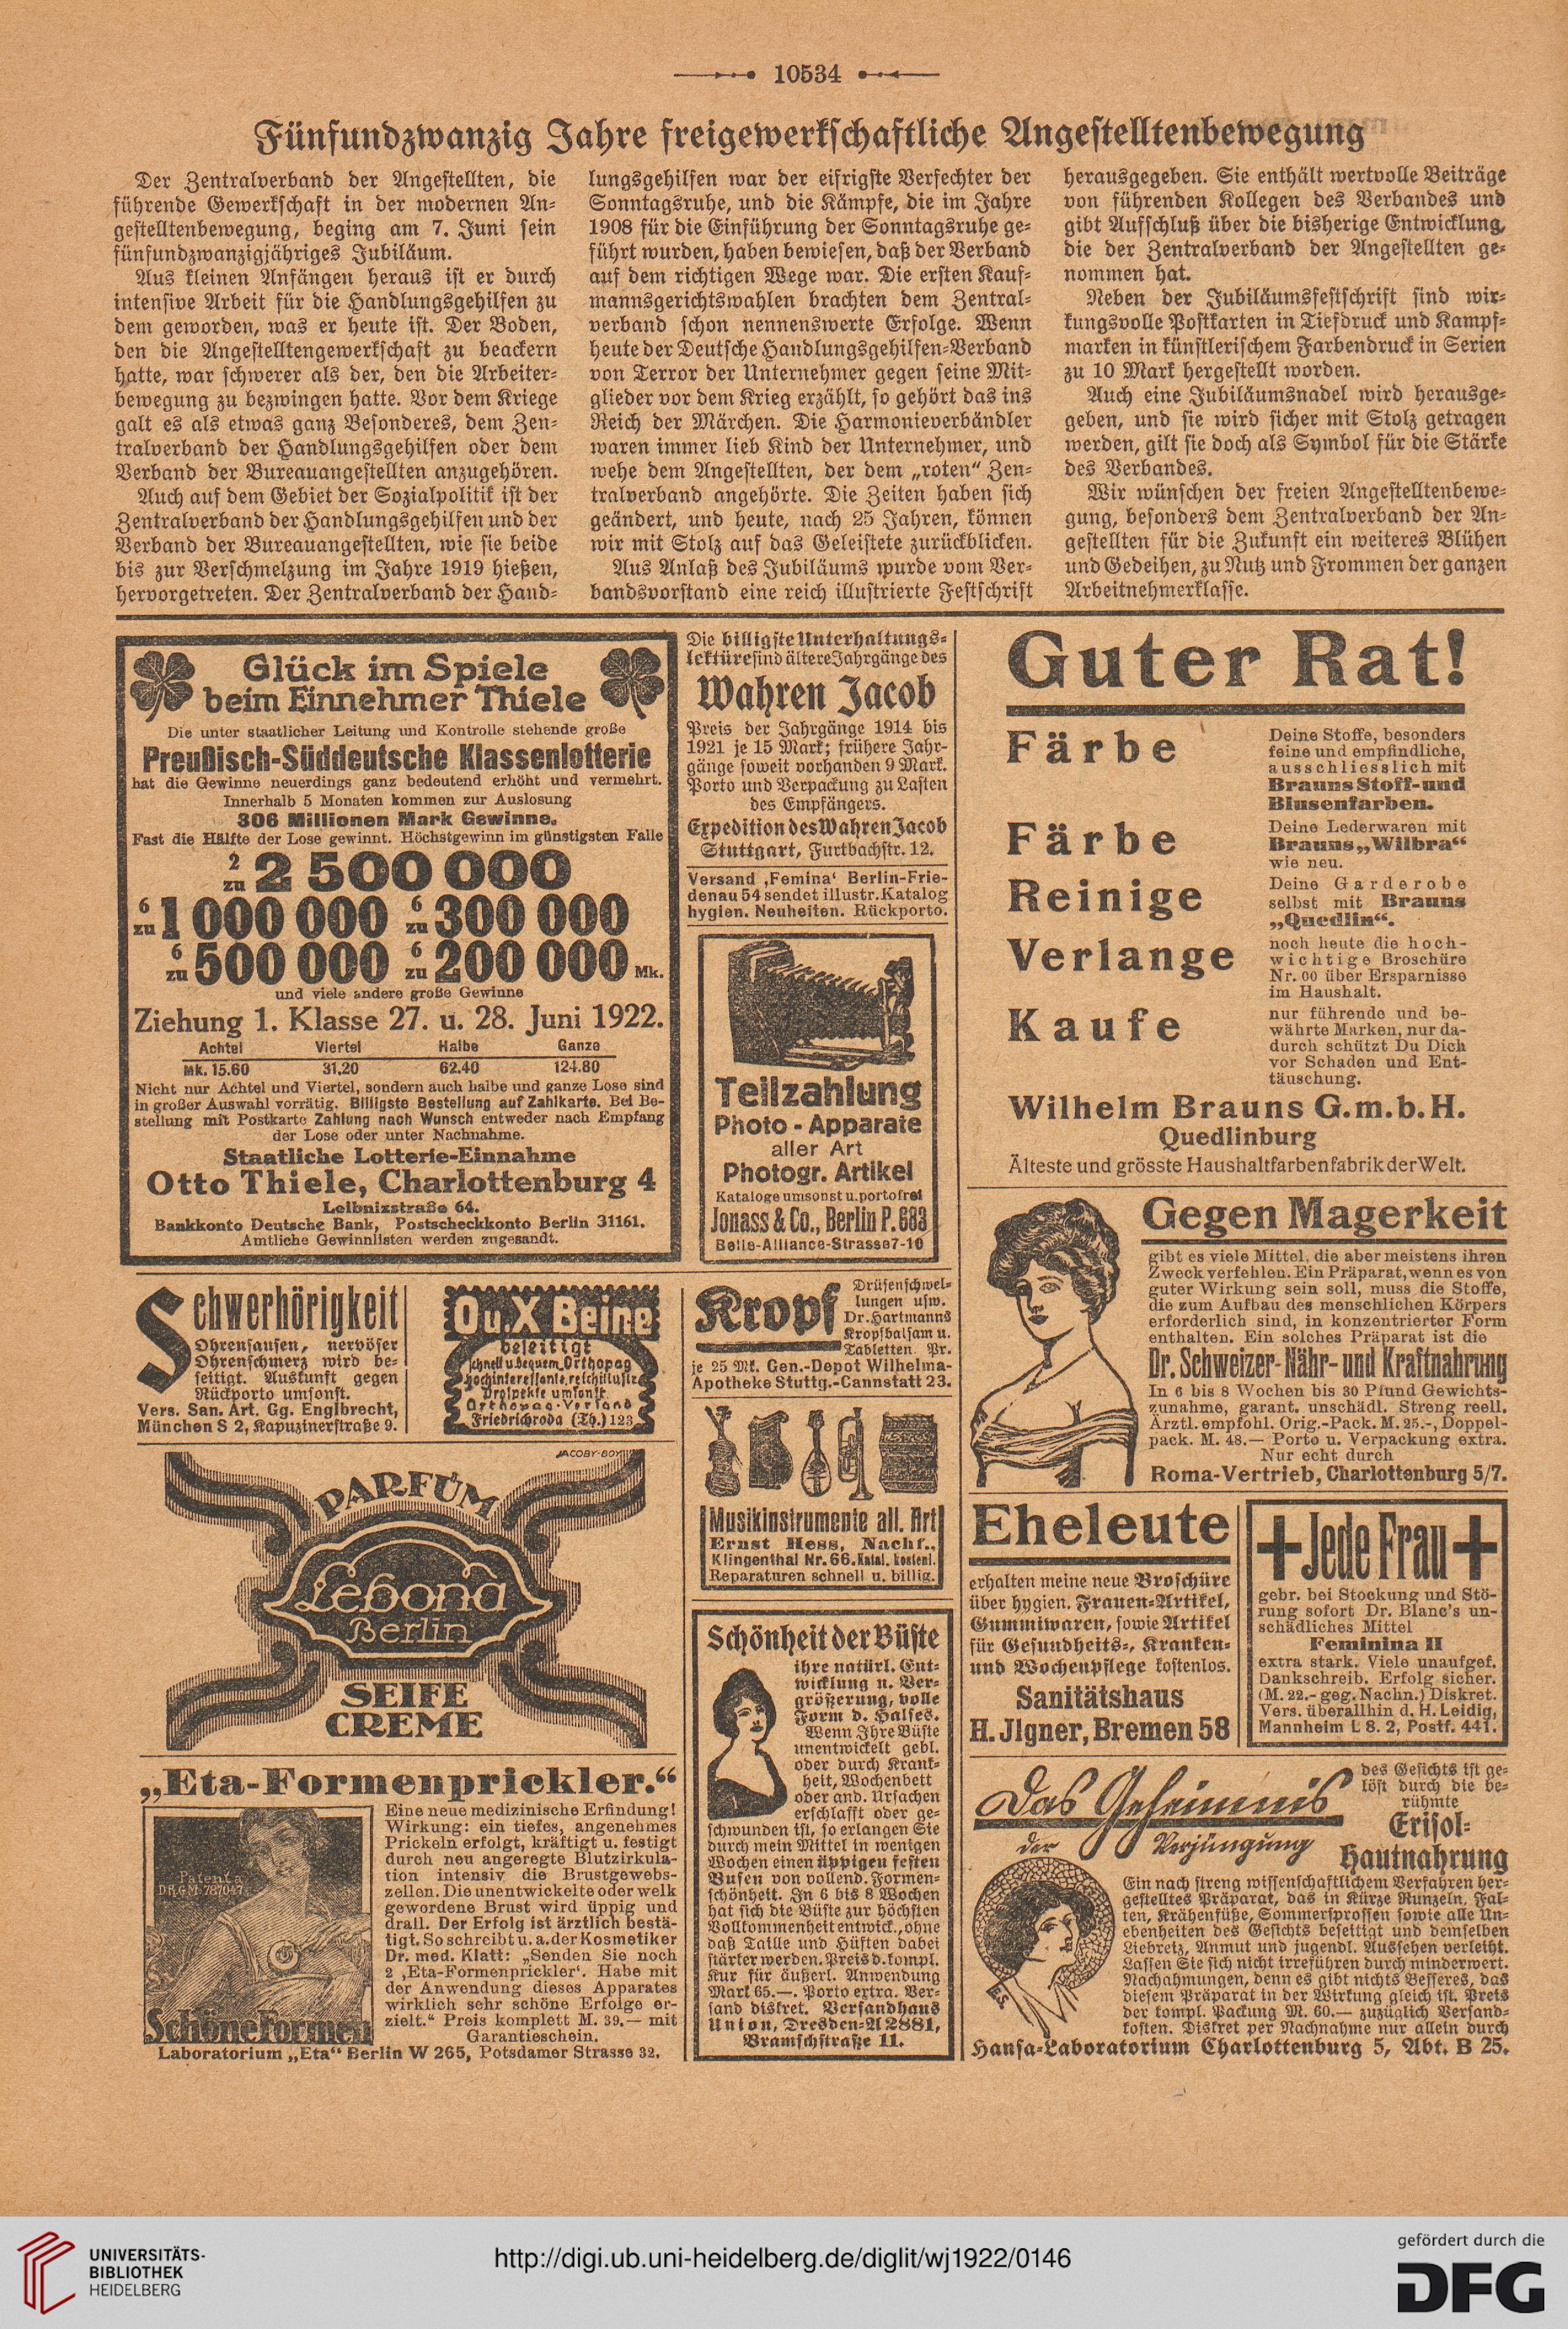 10534
Fünfundzwanzig Jahre freigewerkschaftliche Angestelltenbewegung
Der Zentralverband der Angestellten, die
führende Gewerkschaft in der modernen An-
gestelltenbewegung, beging am 7. Juni sein
fünfundzwanzigjähriges Jubiläum.
Aus kleinen Anfängen heraus ist er durch
intensive Arbeit für die Handlungsgehilfen zu
dem geworden, was er heute ist. Der Boden,
den die Angestelltengewerkschaft zu beackern
hatte, war schwerer als der, den die Arbeiter-
bewegung zu bezwingen hatte. Vor dem Kriege
galt es als etwas ganz Besonderes, dem Zen-
tralverband der Handlungsgehilfen oder dem
Verband der Bureauangestellten anzugehören.
Auch auf dem Gebiet der Sozialpolitik ist der
Zentralverband der Handlungsgehilfen und der
Verband der Bureauangestellten, wie sie beide
bis zur Verschmelzung im Jahre 1919 hießen,
hervorgetreten. Der Zentralverband der Hand-
lungsgehilfen war der eifrigste Verfechter der
Sonntagsruhe, und die Kämpfe, die im Jahre
1908 für die Einführung der Sonntagsruhe ge-
führt wurden, haben bewiesen, daß der Verband
auf dem richtigen Wege war. Die ersten Kauf-
mannsgerichtswahlen brachten dem Zentral-
verband schon nennenswerte Erfolge. Wenn
heute der Deutsche Handlungsgehilfen-Verband
von Terror der Unternehmer gegen seine Mit-
glieder vor dem Krieg erzählt, so gehört das ins
Reich der Märchen. Die Harmonieverbändler
waren immer lieb Kind der Unternehmer, und
wehe dem Angestellten, der dem „roten“ Zen-
tralverband angehörte. Die Zeiten haben sich
geändert, und heute, nach 25 Jahren, können
wir mit Stolz auf das Geleistete zurückblicken.
Aus Anlaß des Jubiläums wurde vom Ver-
bandsvorstand eine reich illustrierte Festschrift
herausgegeben. Sie enthält wertvolle Beiträge
von führenden Kollegen des Verbandes und
gibt Aufschluß über die bisherige Entwicklung,
die der Zentralverband der Angestellten ge-
nommen hat.
Neben der Jubiläumsfestschrift sind wir-
kungsvolle Postkarten in Tiefdruck und Kampf-
marken in künstlerischem Farbendruck in Serien
zu 10 Mark hergestellt worden.
Auch eine Jubiläumsnadel wird herausge-
geben, und sie wird sicher mit Stolz getragen
werden, gilt sie doch als Symbol für die Stärke
des Verbandes.
Wir wünschen der freien Angestelltenbewe-
gung, besonders dem Zentralverband der An-
gestellten für die Zukunft ein weiteres Blühen
und Gedeihen, zu Nutz und Frommen der ganzen
Arbeitnehmerklasse.
Glück im Spiele
beim Einnehmer Thiele
Die unter staatlicher Leitung und Kontrolle stehende große
Preußisch-Süddeutsche Klassenlotterie
hat die Gewinne neuerdings ganz bedeutend erhöht und vermehrt.
Innerhalb 5 Monaten kommen zur Auslosung
306 Millionen Mark Gewinne.
Fast die Hälfte der Lose gewinnt. Höchstgewinn im günstigsten Falle
2 zu 2 500 000
6 zu 1 000 000 6 zu 300 000
6 zu 500 000 6 zu 200 000 Mk.
und viele andere große Gewinne
Ziehung 1. Klasse 27. u. 28. Juni 1922.
Achtel Viertel Halbe Ganze
Mk. 15.60 31.20 62.40 124.80
Nicht nur Achtel und Viertel, sondern auch halbe und ganze Lose sind
in großer Auswahl vorrätig. Billigste Bestellung auf Zahlkarte. Bei Be-
stellung mit Postkarte Zahlung nach Wunsch entweder nach Empfang
der Lose oder unter Nachnahme.
Staatliche Lotterie-Einnahme
Otto Thiele, Charlottenburg 4
Leibnizstraße 64.
Bankkonto Deutsche Bank, Postscheckkonto Berlin 31161.
Amtliche Gewinnlisten werden zugesandt.
Die billigste Unterhaltungs-
lektüre sind ältere Jahrgänge des
Wahren Jacob
Preis der Jahrgänge 1914 bis
1921 je 15 Mark; frühere Jahr-
gänge soweit vorhanden 9 Mark.
Porto und Verpackung zu Lasten
des Empfängers.
Expedition des Wahren Jacob
Stuttgart, Furtbachstr. 12.
Versand ‚Femina‘ Berlin-Frie-
denau 54 sendet illustr. Katalog
hygien. Neuheiten. Rückporto.
Teilzahlung
Photo - Apparate
aller Art
Photogr. Artikel
Kataloge umsonst u. portofrei
Jonass & Co., Berlin P. 683
Belle-Alliance-Strasse 7-10
Guter Rat!
Färbe
Deine Stoffe, besonders
feine und empfindliche,
ausschliesslich mit
Brauns Stoff- und
Blusenfarben.
Färbe
Deine Lederwaren mit
Brauns „Wilbra“
wie neu.
Reinige
Deine Garderobe
selbst mit Brauns
„Quedlin“.
Verlange
noch heute die hoch-
wichtige Broschüre
Nr. 00 über Ersparnisse
im Haushalt.
Kaufe
nur führende und be-
währte Marken, nur da-
durch schützt Du Dich
vor Schaden und Ent-
täuschung.
Wilhelm Brauns G.m.b.H.
Quedlinburg
Älteste und grösste Haushaltfarbenfabrik der Welt.
Gegen Magerkeit
gibt es viele Mittel, die aber meistens ihren
Zweck verfehlen. Ein Präparat, wenn es von
guter Wirkung sein soll, muss die Stoffe,
die zum Aufbau des menschlichen Körpers
erforderlich sind, in konzentrierter Form
enthalten. Ein solches Präparat ist die
Dr. Schweizer-Nähr- und Kraftnahrung
In 6 bis 8 Wochen bis 30 Pfund Gewichts-
zunahme, garant. unschädl. Streng reell.
Ärztl. empfohl. Orig.-Pack. M. 25.-, Doppel-
pack. M. 48.— Porto u. Verpackung extra.
Nur echt durch
Roma-Vertrieb, Charlottenburg 5/7.
Schwerhörigkeit
Ohrensausen, nervöser
Ohrenschmerz wird be-
seitigt. Auskunft gegen
Rückporto umsonst.
Vers. San. Art. Gg. Englbrecht,
München S 2, Kapuzinerstraße 9.
O u. X Beine
beseitigt
schnell u. bequem Orthopag
hochinteressante, reichillustr.
Prospekte umsonst
Orthopag-Versand
Friedrichroda (Th.) 123
Kropf
Drüsenschwel-
lungen usw.
Dr. Hartmanns
Kropfbalsam u.
Tabletten. Pr.
je 25 Mk. Gen.-Depot Wilhelma-
Apotheke Stuttg.-Cannstatt 23.
Musikinstrumente all. Art
Ernst Hess, Nachf.,
Klingenthal Nr. 66. Katal. kostenl.
Reparaturen schnell u. billig.
JACOBY-BOY
PARFÜM
Lebona
Berlin
SEIFE
CREME
Schönheit der Büste
ihre natürl. Ent-
wicklung u. Ver-
größerung, volle
Form d. Halses.
Wenn Ihre Büste
unentwickelt gebl.
oder durch Krank-
heit, Wochenbett
oder and. Ursachen
erschlafft oder ge-
schwunden ist, so erlangen Sie
durch mein Mittel in wenigen
Wochen einen üppigen festen
Busen von vollend. Formen-
schönheit. In 6 bis 8 Wochen
hat sich die Büste zur höchsten
Vollkommenheit entwick., ohne
daß Taille und Hüften dabei
stärker werden. Preis d. kompl.
Kur für äußerl. Anwendung
Mark 65.—. Porto extra. Ver-
sand diskret. Versandhaus
Union, Dresden-A 2881,
Bramschstraße 11.
Eheleute
erhalten meine neue Broschüre
über hygien. Frauen-Artikel,
Gummiwaren, sowie Artikel
für Gesundheits-, Kranken-
und Wochenpflege kostenlos.
Sanitätshaus
H. Jlgner, Bremen 58
Jede Frau
gebr. bei Stockung und Stö-
rung sofort Dr. Blanc's un-
schädliches Mittel
Feminina II
extra stark. Viele unaufgef.
Dankschreib. Erfolg sicher.
(M. 22.- geg. Nachn.) Diskret.
Vers. überallhin d. H. Leidig,
Mannheim L 8. 2, Postf. 441.
„Eta-Formenprickler.“
Patent a
D.R.G.M. 787047
Schöne Formen
Eine neue medizinische Erfindung!
Wirkung: ein tiefes, angenehmes
Prickeln erfolgt, kräftigt u. festigt
durch neu angeregte Blutzirkula-
tion intensiv die Brustgewebs-
zellen. Die unentwickelte oder welk
gewordene Brust wird üppig und
drall. Der Erfolg ist ärztlich bestä-
tigt. So schreibt u. a. der Kosmetiker
Dr. med. Klatt: „Senden Sie noch
2 ‚Eta-Formenprickler‘. Habe mit
der Anwendung dieses Apparates
wirklich sehr schöne Erfolge er-
zielt.“ Preis komplett M. 39.— mit
Garantieschein.
Laboratorium „Eta“ Berlin W 265, Potsdamer Strasse 32.
Das Geheimnis
der Verjüngung
des Gesichts ist ge-
löst durch die be-
rühmte
Erisol-
Hautnahrung
Ein nach streng wissenschaftlichem Verfahren her-
gestelltes Präparat, das in Kürze Runzeln, Fal-
ten, Krähenfüße, Sommersprossen sowie alle Un-
ebenheiten des Gesichts beseitigt und demselben
Liebreiz, Anmut und jugendl. Aussehen verleiht.
Lassen Sie sich nicht irreführen durch minderwert.
Nachahmungen, denn es gibt nichts Besseres, das
diesem Präparat in der Wirkung gleich ist. Preis
der kompl. Packung M. 60.— zuzüglich Versand-
kosten. Diskret per Nachnahme nur allein durch
Hansa-Laboratorium Charlottenburg 5, Abt. B 25.
UNIVERSITÄTS-
BIBLIOTHEK
HEIDELBERG
http://digi.ub.uni-heidelberg.de/diglit/wj1922/0146
gefördert durch die
DFG